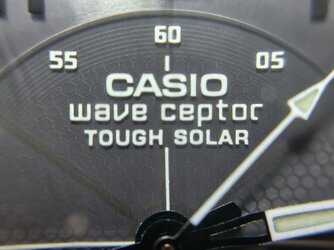 60
55 05
CASIO
wave ceptor
TOUGH SOLAR